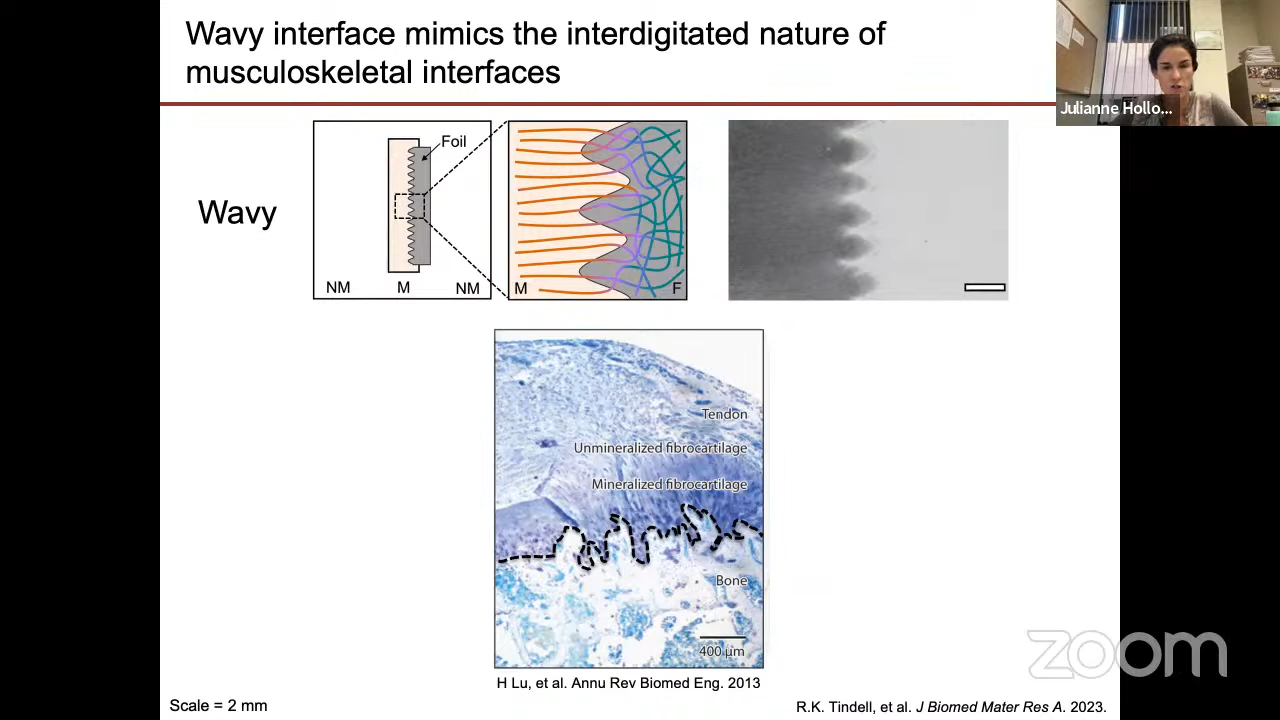 Wavy interface mimics the interdigitated nature of
musculoskeletal interfaces
Julianne Hollo...
Wavy
Foil
NM
M
NM
M
F
Tendon
Unmineralized fibrocartilage
Mineralized fibrocartilage
Bone
400 µm
H Lu, et al. Annu Rev Biomed Eng. 2013
Scale = 2 mm
R.K. Tindell, et al. J Biomed Mater Res A. 2023.
zoom